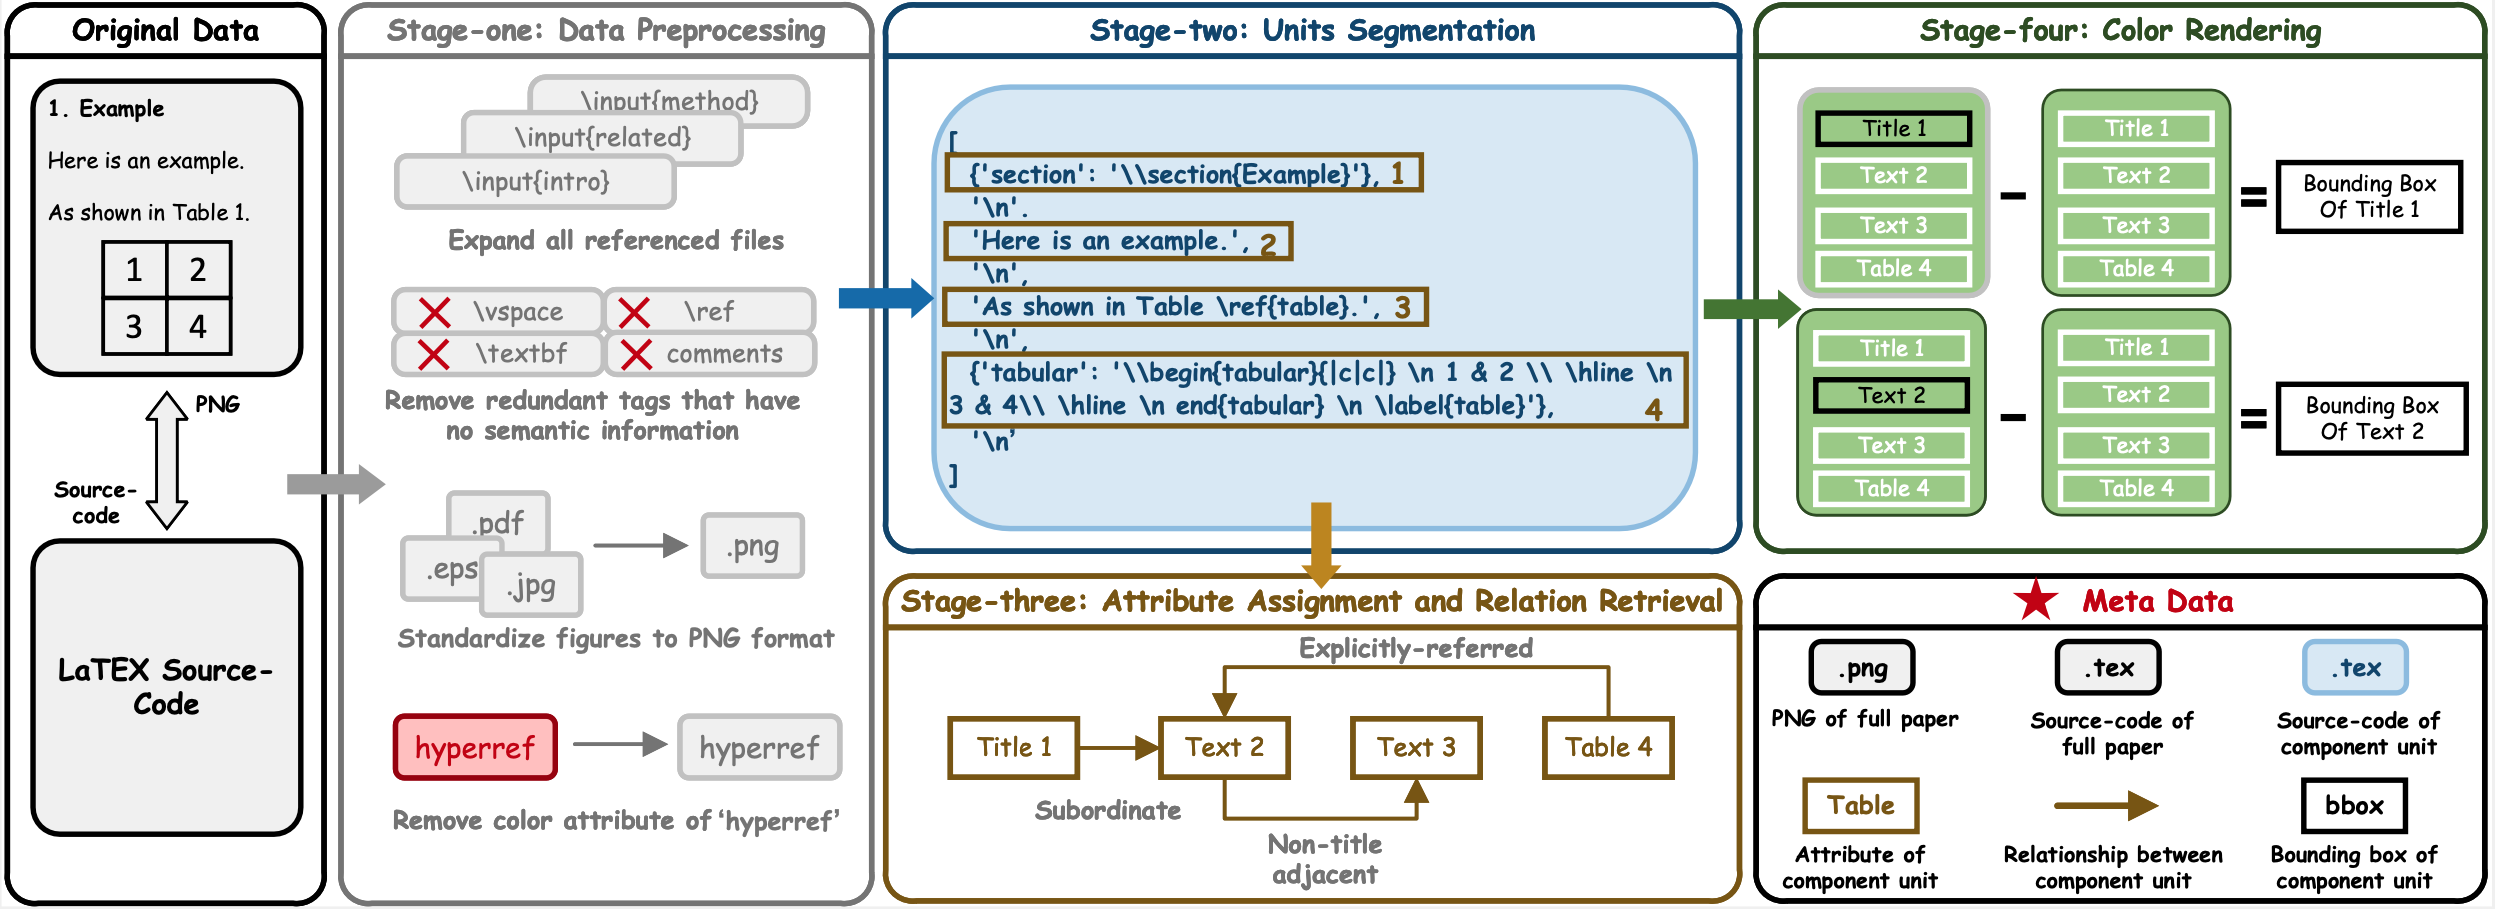 Original Data
1. Example
Here is an example.
As shown in Table 1.
1 2
3 4
PNG
Source-
code
LaTEX Source-
Code
Stage-one: Data Preprocessing
\input{method}
\input{related}
\input{intro}
Expand all referenced files
\vspace \ref
\textbf comments
Remove redundant tags that have
no semantic information
.pdf
.eps
.jpg
.png
Standardize figures to PNG format
hyperref hyperref
Remove color attribute of ‘hyperref’
Stage-two: Units Segmentation
[
{'section': '\\section{Example}'}, 1
'\n'.
'Here is an example.', 2
'\n',
'As shown in Table \ref{table}.', 3
'\n',
{'tabular': '\\begin{tabular}{|c|c|} \n 1 & 2 \\ \hline \n
3 & 4\\ \hline \n end{tabular} \n \label{table}'}, 4
'\n’
]
Stage-three: Attribute Assignment and Relation Retrieval
Explicitly-referred
Title 1 Text 2 Text 3 Table 4
Subordinate
Non-title
adjacent
Stage-four: Color Rendering
Title 1
Text 2
Text 3
Table 4
-
Title 1
Text 2
Text 3
Table 4
=
Bounding Box
Of Title 1
Title 1
Text 2
Text 3
Table 4
-
Title 1
Text 2
Text 3
Table 4
=
Bounding Box
Of Text 2
Meta Data
.png
PNG of full paper
.tex
Source-code of
full paper
.tex
Source-code of
component unit
Table
Attribute of
component unit
Relationship between
component unit
bbox
Bounding box of
component unit